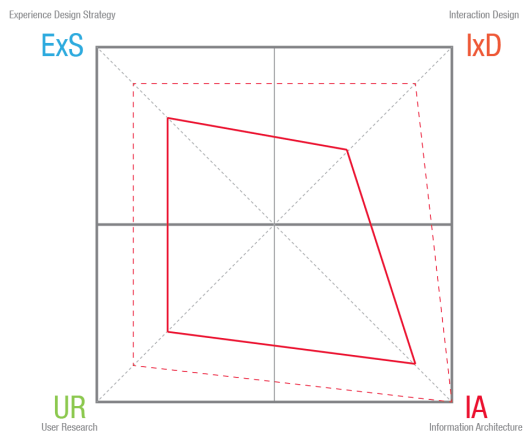 Experience Design Strategy
Interaction Design
ExS
IxD
UR
IA
User Research
Information Architecture